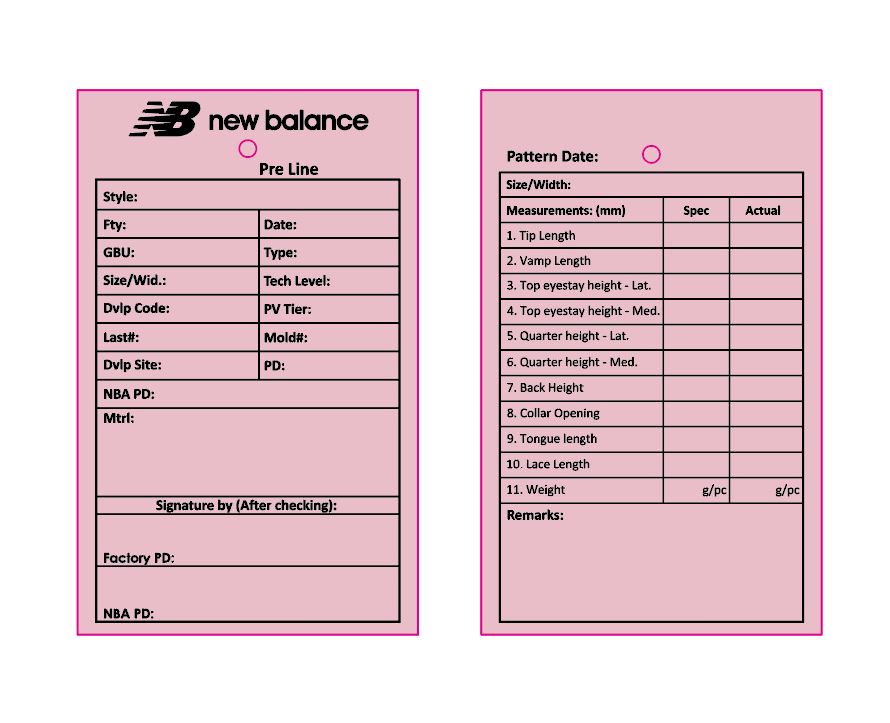 NB new balance
Pre Line
Style:
Fty: Date:
GBU: Type:
Size/Wid.: Tech Level:
Dvlp Code: PV Tier:
Last#: Mold#:
Dvlp Site: PD:
NBA PD:
Mtrl:
Signature by (After checking):
Factory PD:
NBA PD:
Pattern Date:
Size/Width:
Measurements: (mm) Spec Actual
1. Tip Length
2. Vamp Length
3. Top eyestay height - Lat.
4. Top eyestay height - Med.
5. Quarter height - Lat.
6. Quarter height - Med.
7. Back Height
8. Collar Opening
9. Tongue length
10. Lace Length
11. Weight g/pc g/pc
Remarks: